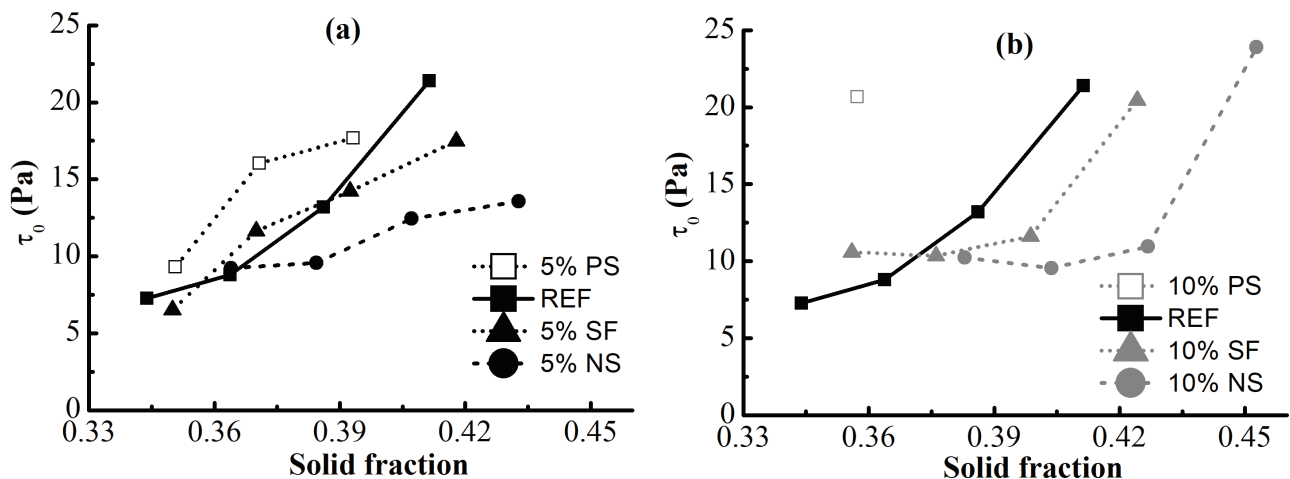 (a)
25
20
15
10
5
0
τ₀ (Pa)
5% PS
REF
5% SF
5% NS
0.33 0.36 0.39 0.42 0.45
Solid fraction
(b)
25
20
15
10
5
0
τ₀ (Pa)
10% PS
REF
10% SF
10% NS
0.33 0.36 0.39 0.42 0.45
Solid fraction